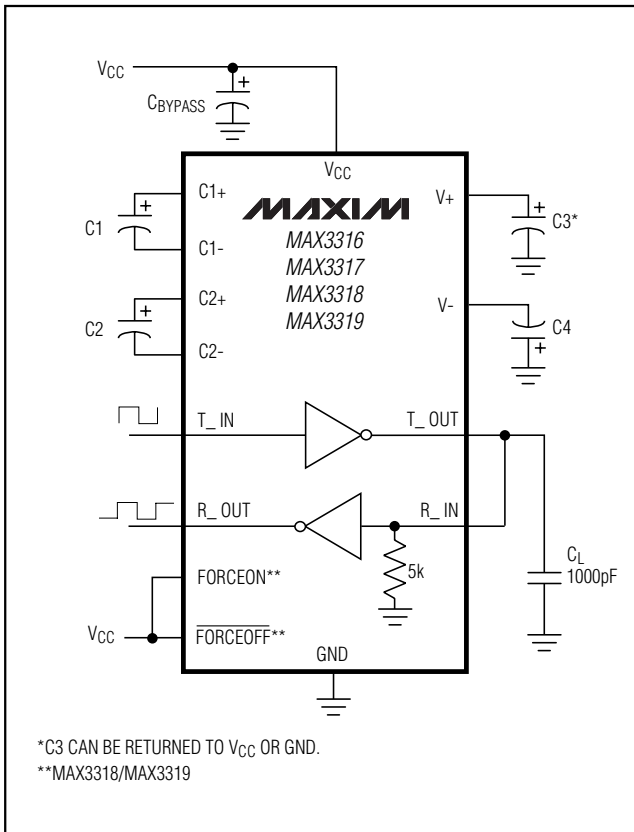 VCC
CBYPASS
+
VCC
C1+
V+
MAXIM
+
C1
+
C3*
C1-
MAX3316
MAX3317
C2+
MAX3318
V-
C2
+
MAX3319
C4
C2-
+
T_ IN
T_ OUT
R_ OUT
R_ IN
5k
CL
1000pF
FORCEON**
VCC
FORCEOFF**
GND
*C3 CAN BE RETURNED TO VCC OR GND.
**MAX3318/MAX3319